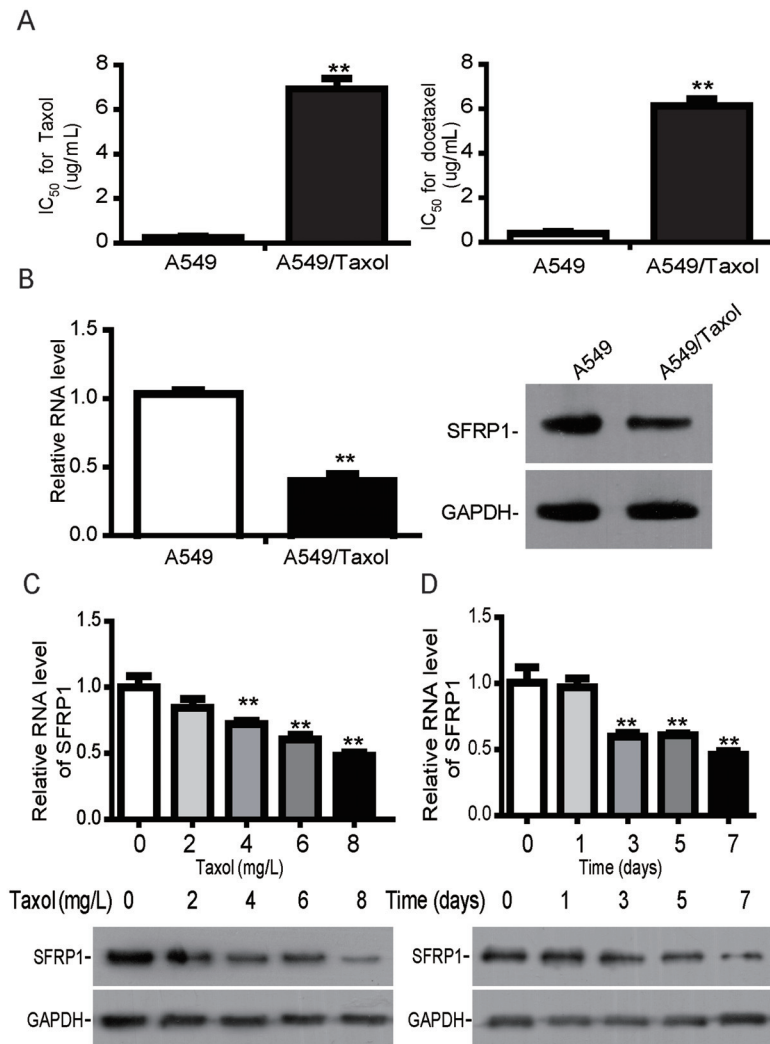 A
IC50 for Taxol
(ug/mL)
8
6
4
2
0
**
A549
A549/Taxol
IC50 for docetaxel
(ug/mL)
8
6
4
2
0
**
A549
A549/Taxol
B
Relative RNA level
1.5
1.0
0.5
0.0
**
A549
A549/Taxol
A549
A549/Taxol
SFRP1-
GAPDH-
C
Relative RNA level
of SFRP1
1.5
1.0
0.5
0.0
**
**
**
0 2 4 6 8
Taxol (mg/L)
Taxol (mg/L) 0 2 4 6 8
SFRP1-
GAPDH-
D
Relative RNA level
of SFRP1
1.5
1.0
0.5
0.0
**
**
**
0 1 3 5 7
Time (days)
Time (days) 0 1 3 5 7
SFRP1-
GAPDH-